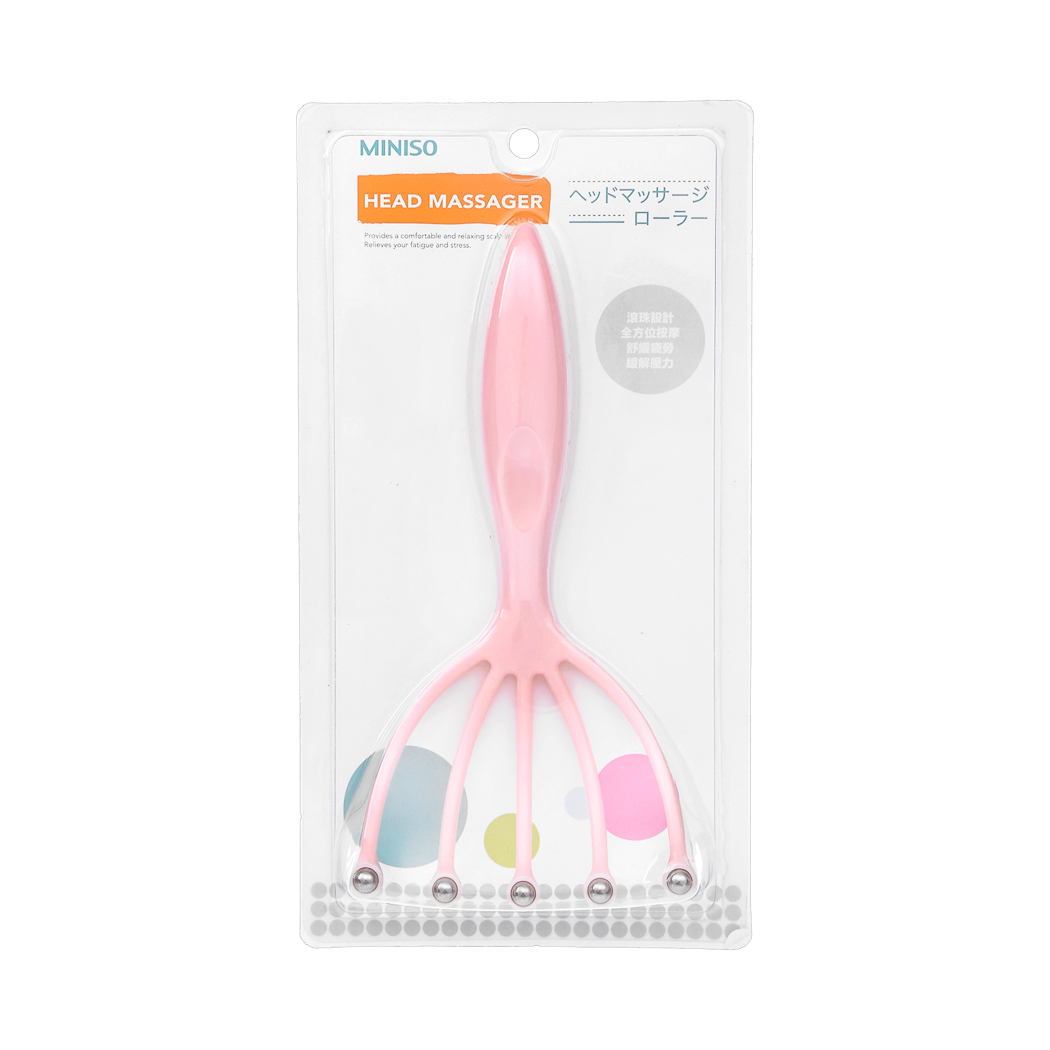 MINISO
HEAD MASSAGER
Provides a comfortable and relaxing
Relieves your fatigue and stress.
ヘッドマッサージ
ローラー
滾珠設計
全方位按摩
舒緩疲勞
緩解壓力